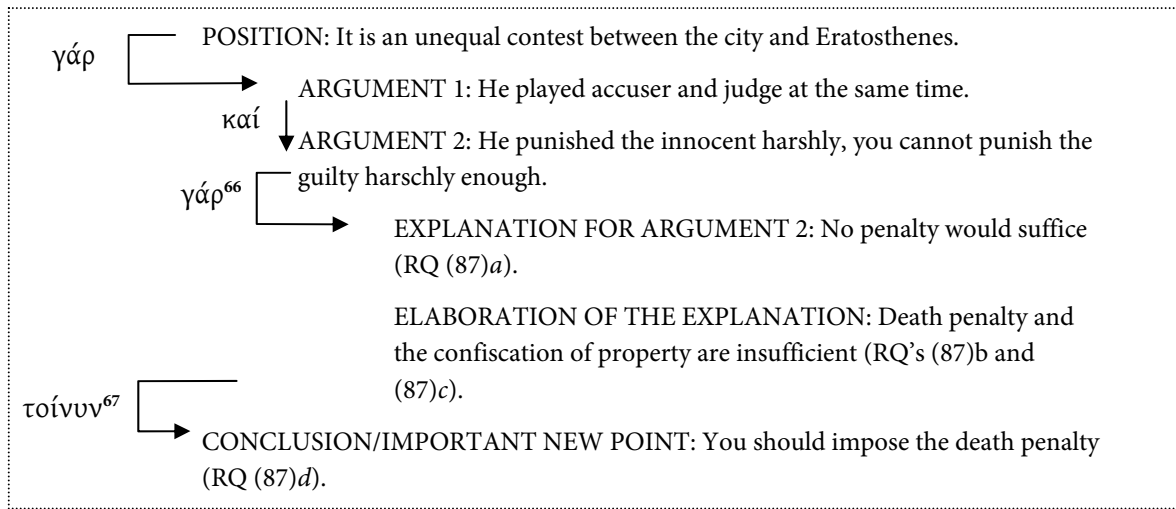 POSITION: It is an unequal contest between the city and Eratosthenes.
γάρ
ARGUMENT 1: He played accuser and judge at the same time.
καί
ARGUMENT 2: He punished the innocent harshly, you cannot punish the
guilty harschly enough.
γάρ66
EXPLANATION FOR ARGUMENT 2: No penalty would suffice
(RQ (87)a).
ELABORATION OF THE EXPLANATION: Death penalty and
the confiscation of property are insufficient (RQ's (87)b and
(87)c).
τοίνυν67
CONCLUSION/IMPORTANT NEW POINT: You should impose the death penalty
(RQ (87)d).